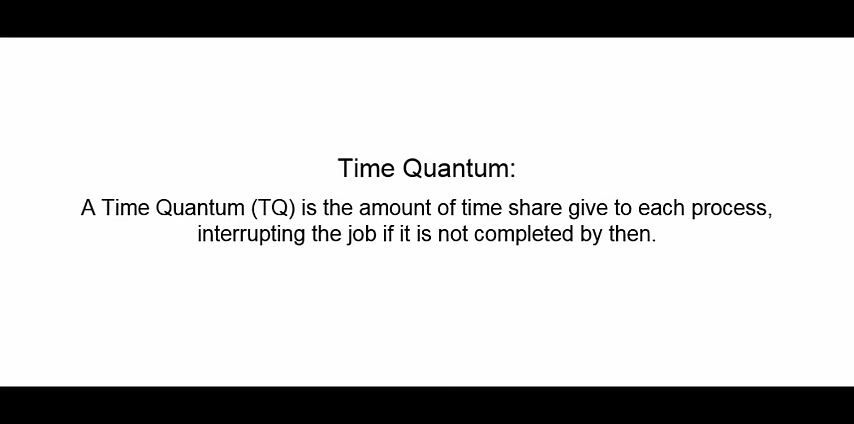 Time Quantum:
A Time Quantum (TQ) is the amount of time share give to each process,
interrupting the job if it is not completed by then.